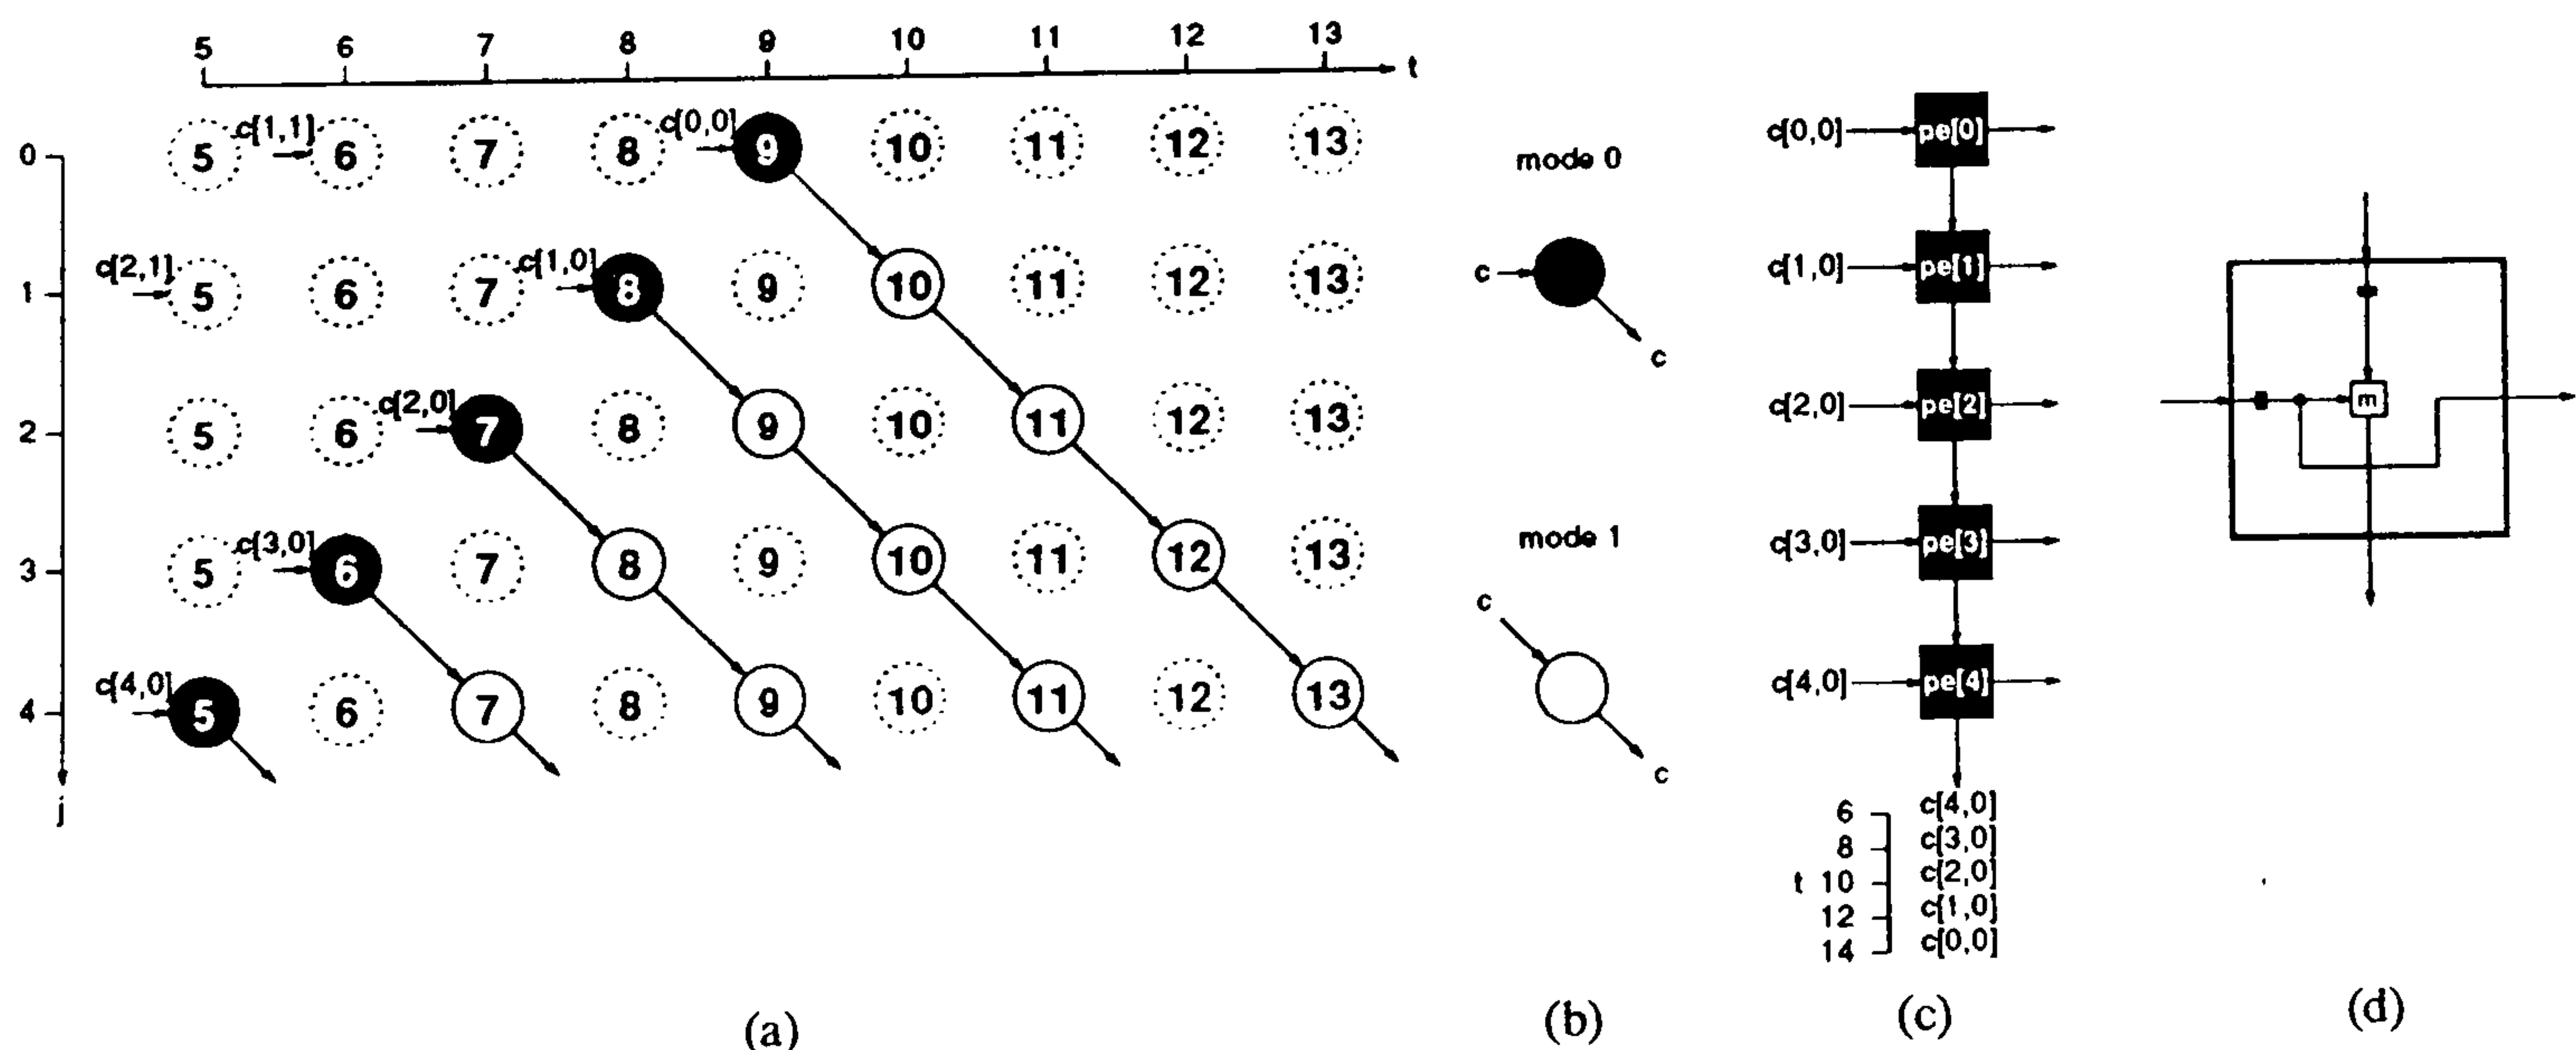 5 6 7 8 9 10 11 12 13 t
c[1,1] c[0,0]
0 5 6 7 8 9 10 11 12 13
c[2,1] c[1,0]
1 5 6 7 8 9 10 11 12 13
c[2,0]
2 5 6 7 8 9 10 11 12 13
c[3,0]
3 5 6 7 8 9 10 11 12 13
c[4,0]
4 5 6 7 8 9 10 11 12 13
j
(a)
mode 0
c
c
mode 1
c
c
(b)
c[0,0] pe[0]
c[1,0] pe[1]
c[2,0] pe[2]
c[3,0] pe[3]
c[4,0] pe[4]
6 c[4,0]
8 c[3,0]
t 10 c[2,0]
12 c[1,0]
14 c[0,0]
(c)
m
(d)